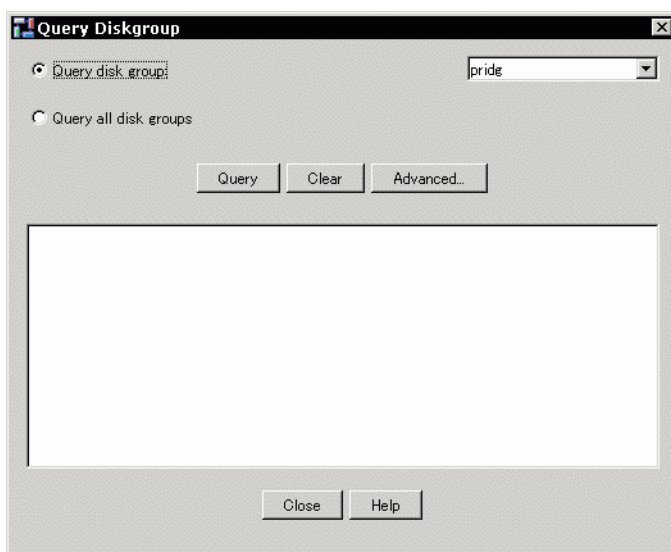 Query Diskgroup
Query disk group:
pridg
Query all disk groups
Query
Clear
Advanced...
Close
Help